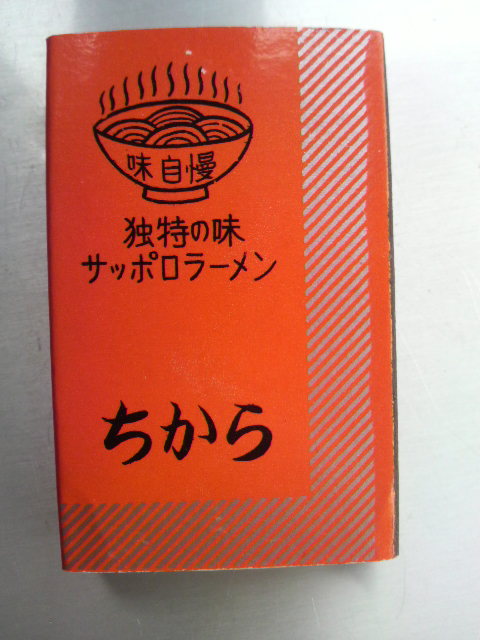 味自慢
独特の味
サッポロラーメン
ちから